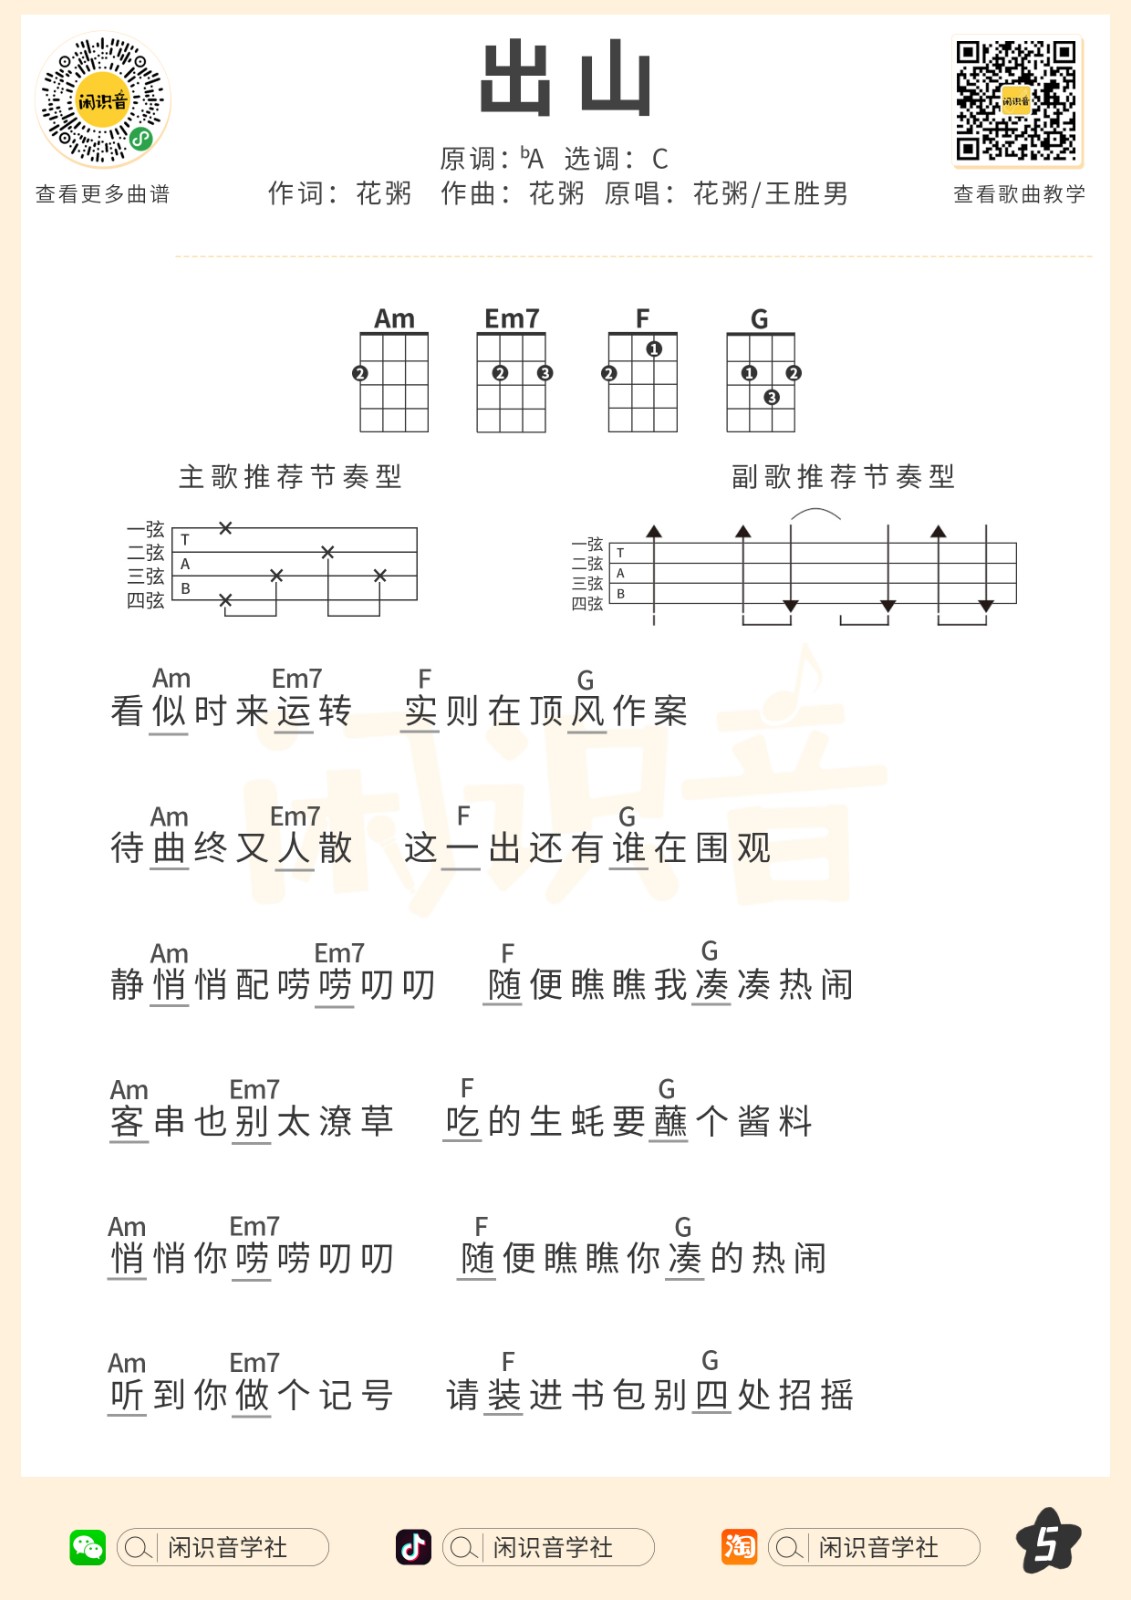 闲识音
查看更多曲谱
出山
原调：bA 选调：C
作词：花粥 作曲：花粥 原唱：花粥/王胜男
闲识音
查看歌曲教学
Am Em7 F G
2 2 3 1 2 1 2 3
主歌推荐节奏型 副歌推荐节奏型
一弦
二弦
三弦
四弦
T
A
B
一弦
二弦
三弦
四弦
T
A
B
Am Em7 F G
看似时来运转 实则在顶风作案
Am Em7 F G
待曲终又人散 这一出还有谁在围观
Am Em7 F G
静悄悄配唠唠叨叨 随便瞧瞧我凑凑热闹
Am Em7 F G
客串也别太潦草 吃的生蚝要蘸个酱料
Am Em7 F G
悄悄你唠唠叨叨 随便瞧瞧你凑的热闹
Am Em7 F G
听到你做个记号 请装进书包别四处招摇
闲识音
闲识音学社 闲识音学社 淘 闲识音学社 5